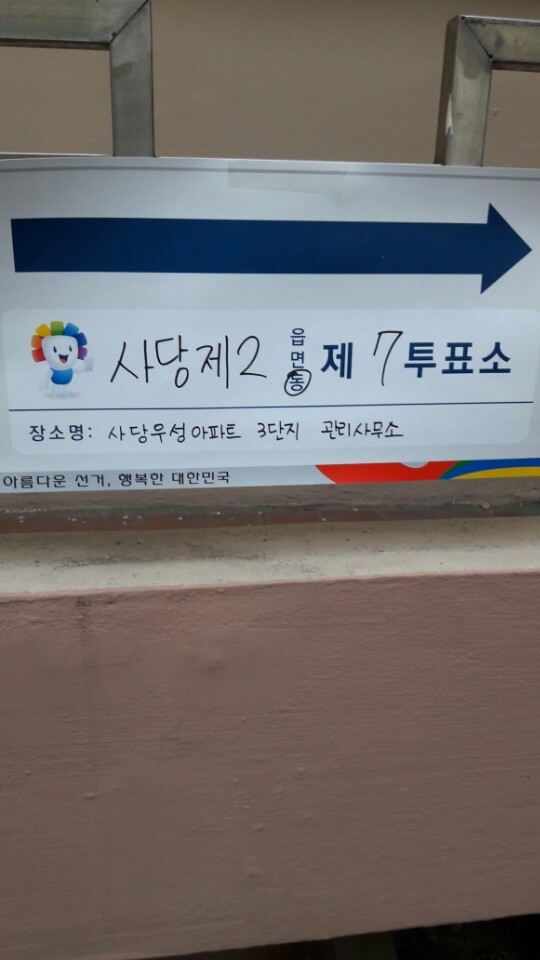 사당제2 읍면동 제 7 투표소
장소명: 사당우성아파트 3단지 관리사무소
아름다운 선거, 행복한 대한민국